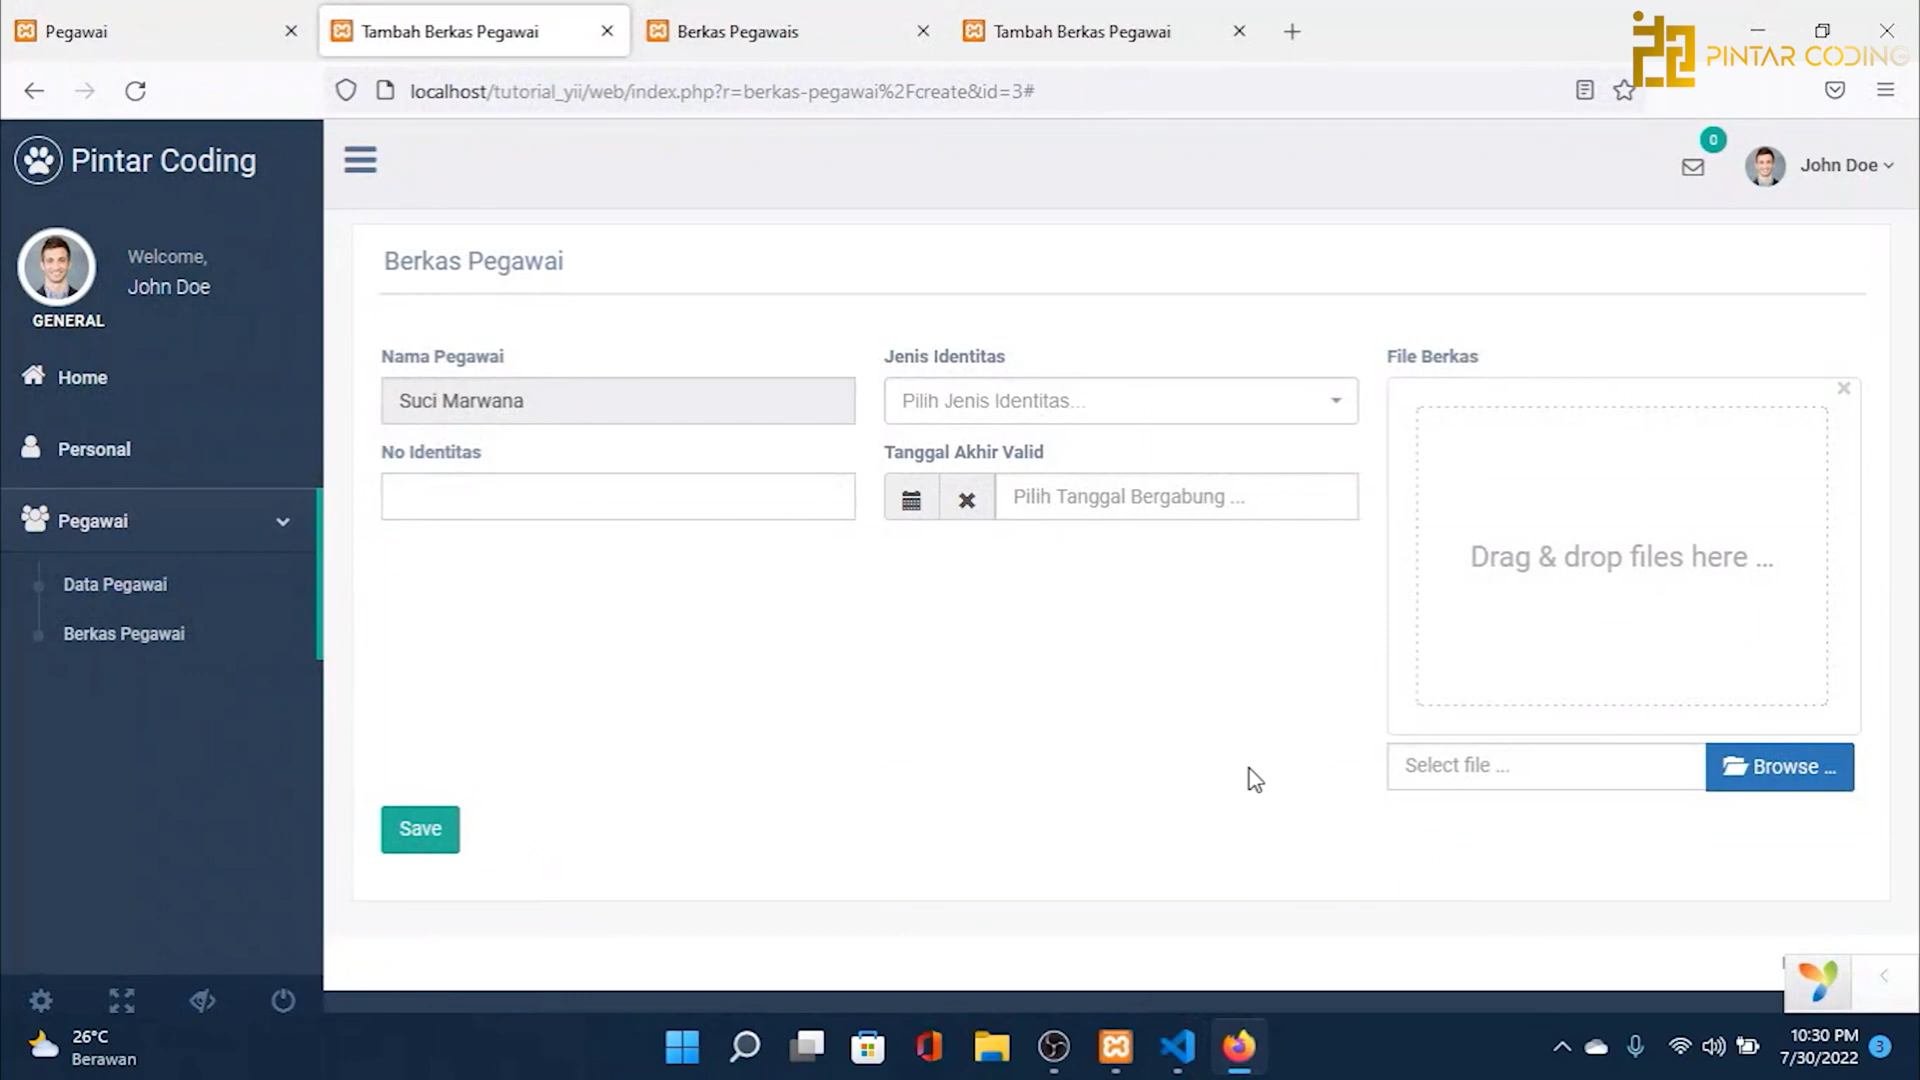 Pegawai
Tambah Berkas Pegawai
Berkas Pegawais
Tambah Berkas Pegawai
PINTAR CODING
localhost/tutorial_yii/web/index.php?r=berkas-pegawai%2Fcreate&id=3#
Pintar Coding
0
John Doe
Welcome,
John Doe
GENERAL
Home
Personal
Pegawai
Data Pegawai
Berkas Pegawai
Berkas Pegawai
Nama Pegawai
Jenis Identitas
File Berkas
Suci Marwana
Pilih Jenis Identitas...
No Identitas
Tanggal Akhir Valid
Pilih Tanggal Bergabung ...
Drag & drop files here ...
Select file ...
Browse ...
Save
26°C
Berawan
10:30 PM
7/30/2022
3